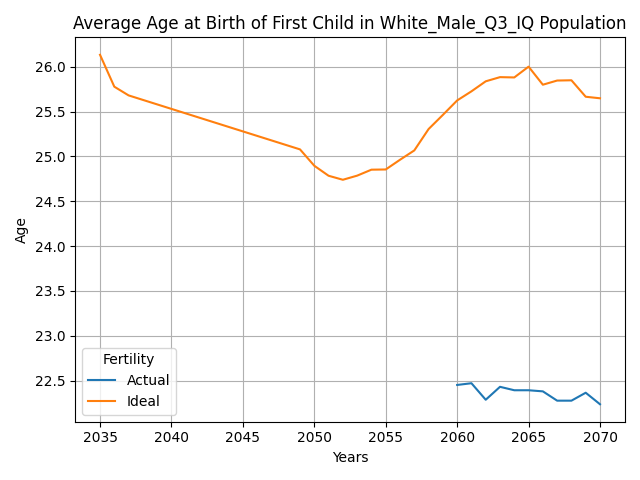 Average Age at Birth of First Child in White_Male_Q3_IQ Population
Age
26.0
25.5
25.0
24.5
24.0
23.5
23.0
22.5
Fertility
Actual
Ideal
2035 2040 2045 2050 2055 2060 2065 2070
Years